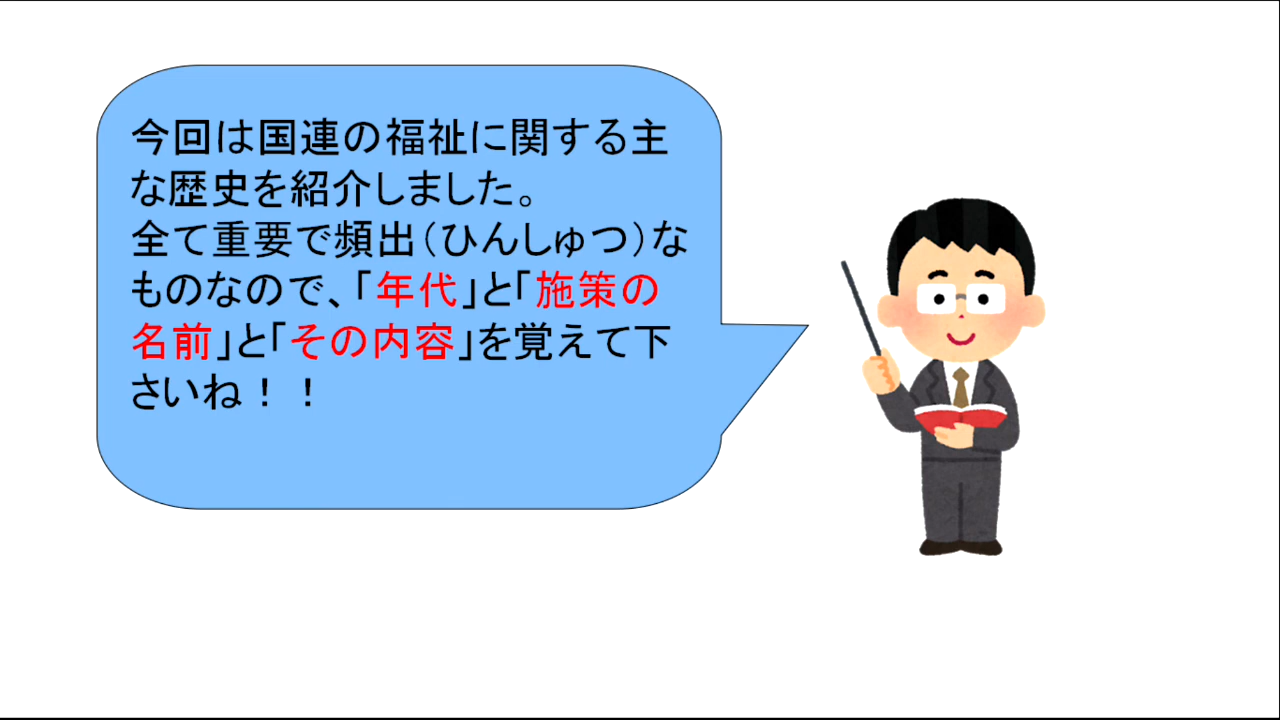 今回は国連の福祉に関する主
な歴史を紹介しました。
全て重要で頻出（ひんしゅつ）な
ものなので、「年代」と「施策の
名前」と「その内容」を覚えて下
さいね！！